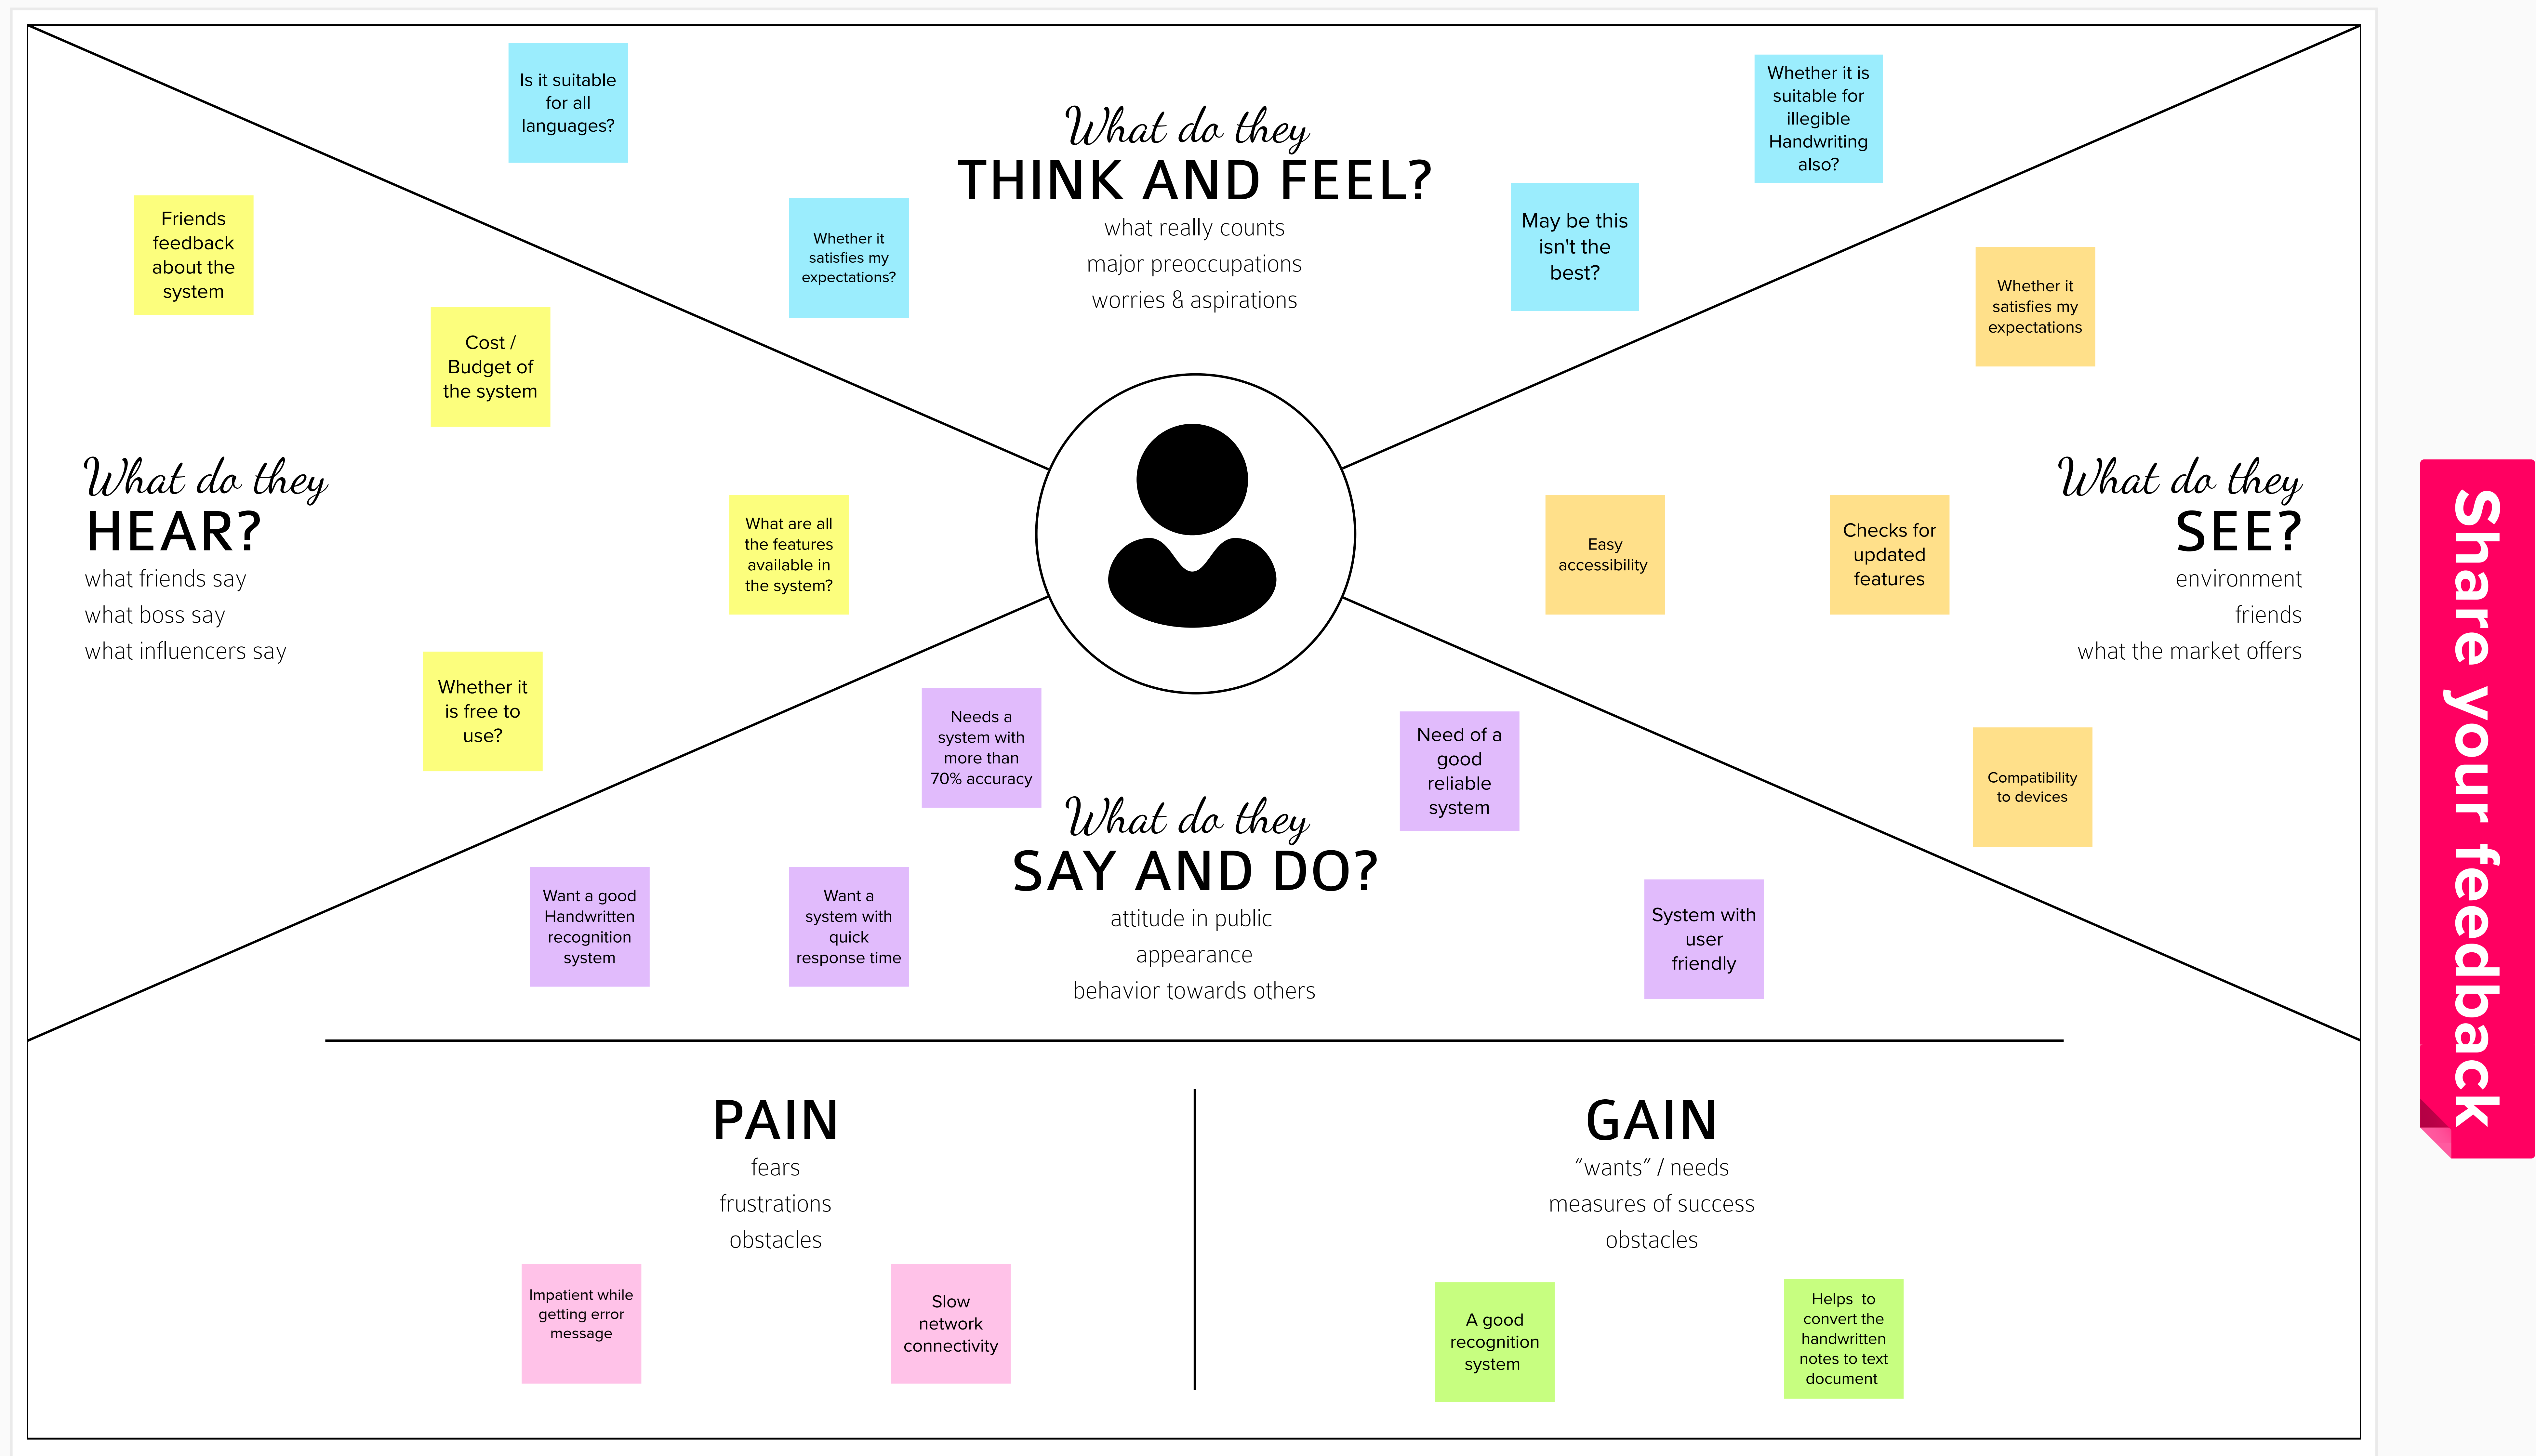 Is it suitable
for all
languages?
Whether it
satisfies my
expectations?
What do they
THINK AND FEEL?
what really counts
major preoccupations
worries & aspirations
May be this
isn't the
best?
Whether it is
suitable for
illegible
Handwriting
also?
Friends
feedback
about the
system
Cost /
Budget of
the system
What do they
HEAR?
what friends say
what boss say
what influencers say
What are all
the features
available in
the system?
Whether it
is free to
use?
Whether it
satisfies my
expectations
Easy
accessibility
Checks for
updated
features
What do they
SEE?
environment
friends
what the market offers
Compatibility
to devices
Needs a
system with
more than
70% accuracy
Need of a
good
reliable
system
What do they
SAY AND DO?
attitude in public
appearance
behavior towards others
Want a good
Handwritten
recognition
system
Want a
system with
quick
response time
System with
user
friendly
PAIN
fears
frustrations
obstacles
Impatient while
getting error
message
Slow
network
connectivity
GAIN
“wants” / needs
measures of success
obstacles
A good
recognition
system
Helps to
convert the
handwritten
notes to text
document
Share your feedback